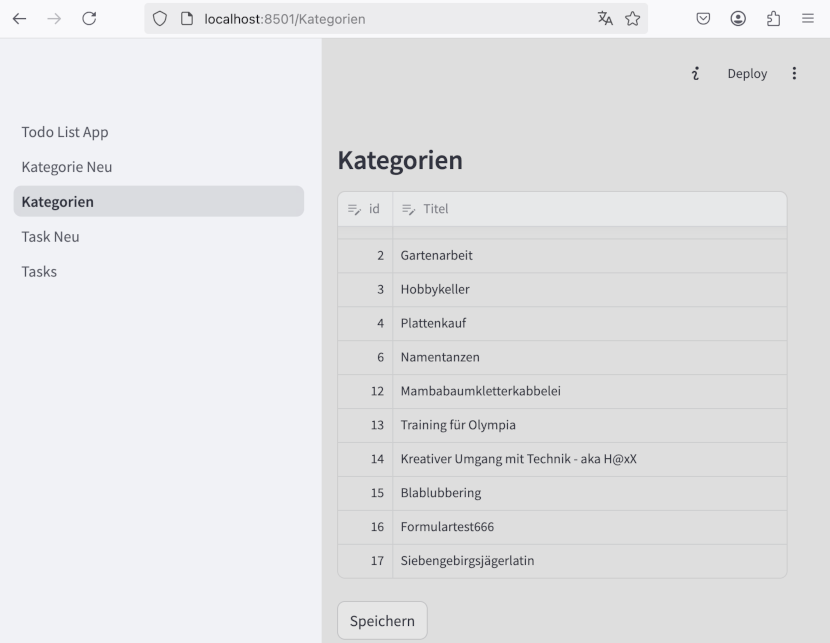 localhost:8501/Kategorien
Deploy
Todo List App
Kategorie Neu
Kategorien
Task Neu
Tasks
Kategorien
id Titel
2 Gartenarbeit
3 Hobbykeller
4 Plattenkauf
6 Namentanzen
12 Mambabaumkletterkabbelei
13 Training für Olympia
14 Kreativer Umgang mit Technik - aka H@xX
15 Blablubbering
16 Formulartest666
17 Siebengebirgsjägerlatin
Speichern